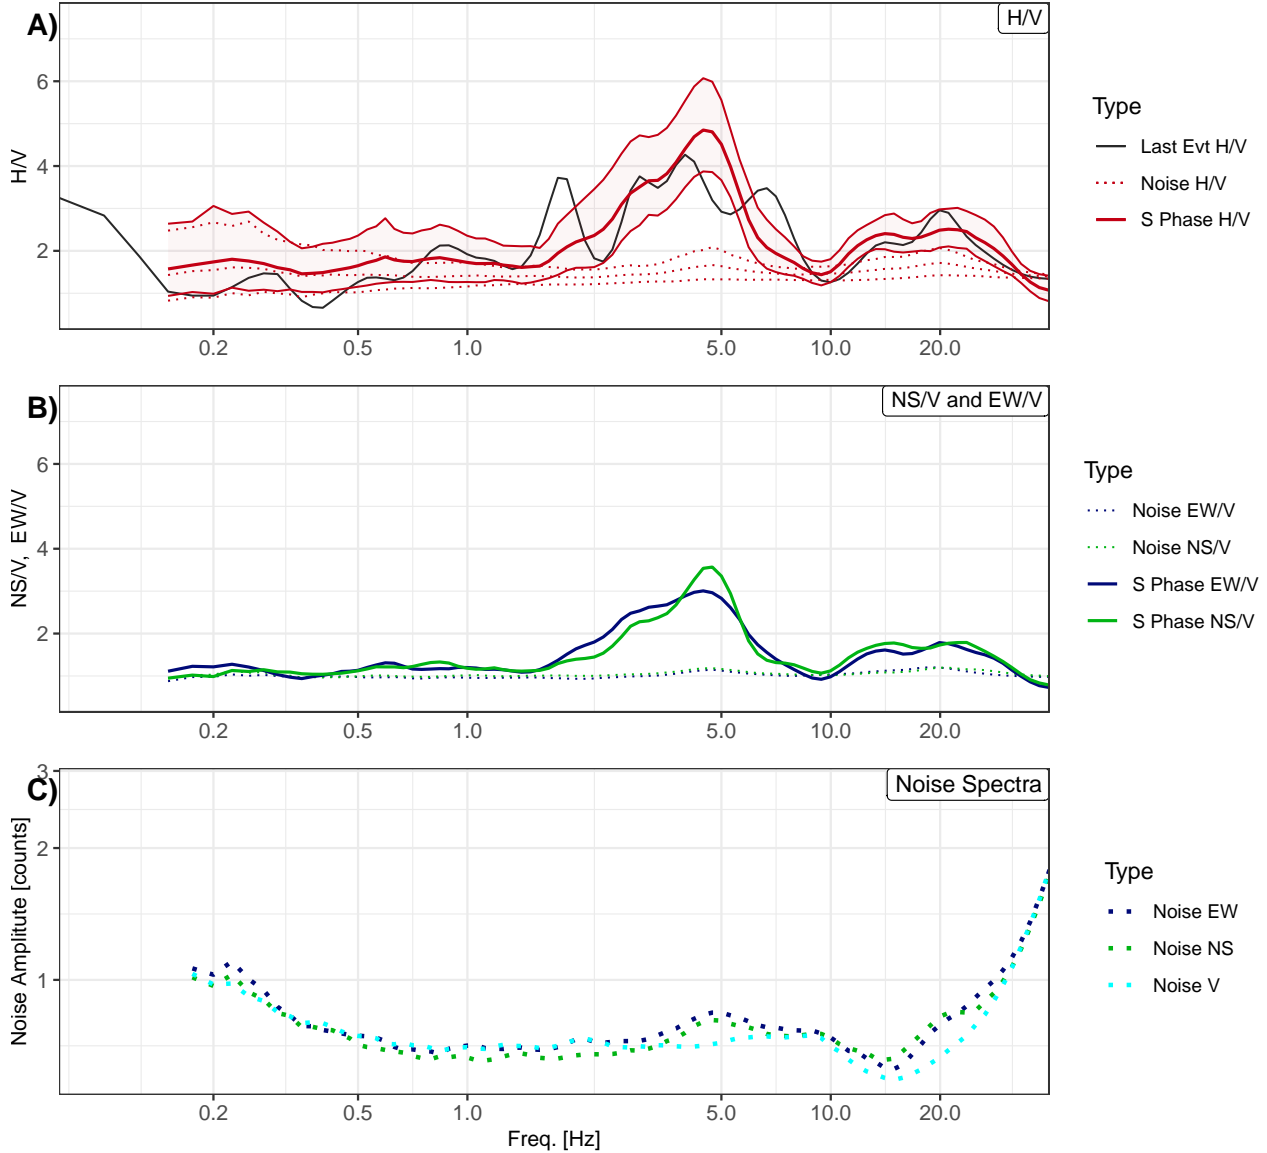 A)
H/V
6
4
2
H/V
0.2 0.5 1.0 5.0 10.0 20.0
Type
Last Evt H/V
Noise H/V
S Phase H/V
B)
NS/V and EW/V
6
4
2
NS/V, EW/V
0.2 0.5 1.0 5.0 10.0 20.0
Type
Noise EW/V
Noise NS/V
S Phase EW/V
S Phase NS/V
C)
Noise Spectra
3
2
1
Noise Amplitute [counts]
0.2 0.5 1.0 5.0 10.0 20.0
Freq. [Hz]
Type
Noise EW
Noise NS
Noise V